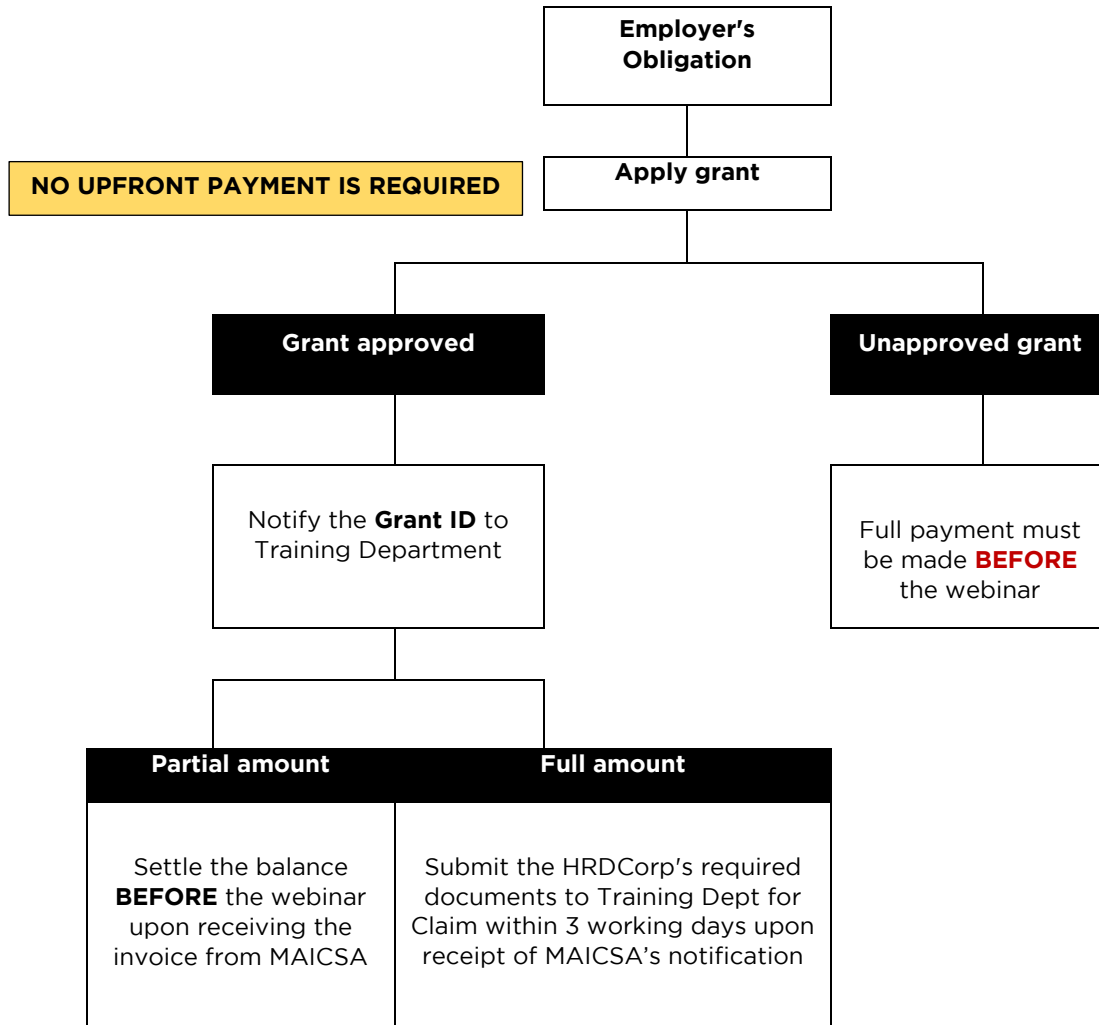 Employer's
Obligation
NO UPFRONT PAYMENT IS REQUIRED
Apply grant
Grant approved
Unapproved grant
Notify the Grant ID to
Training Department
Full payment must
be made BEFORE
the webinar
Partial amount
Full amount
Settle the balance
BEFORE the webinar
upon receiving the
invoice from MAICSA
Submit the HRDCorp's required
documents to Training Dept for
Claim within 3 working days upon
receipt of MAICSA’s notification